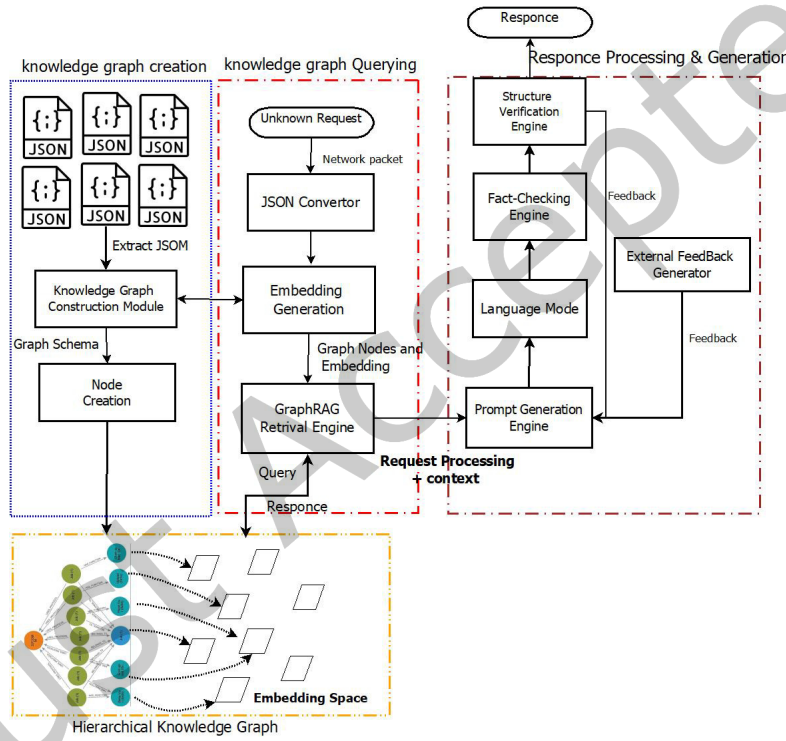 Responce
knowledge graph creation
knowledge graph Querying
Responce Processing & Generation
{;}
JSON
{;}
JSON
{;}
JSON
{;}
JSON
{;}
JSON
{;}
JSON
Extract JSOM
Knowledge Graph
Construction Module
Graph Schema
Node
Creation
Unknown Request
Network packet
JSON Convertor
Embedding
Generation
Graph Nodes and
Embedding
GraphRAG
Retrival Engine
Query
Responce
Request Processing
+ context
Structure
Verification
Engine
Fact-Checking
Engine
Feedback
External FeedBack
Generator
Language Mode
Feedback
Prompt Generation
Engine
Embedding Space
Hierarchical Knowledge Graph
Just Accepte